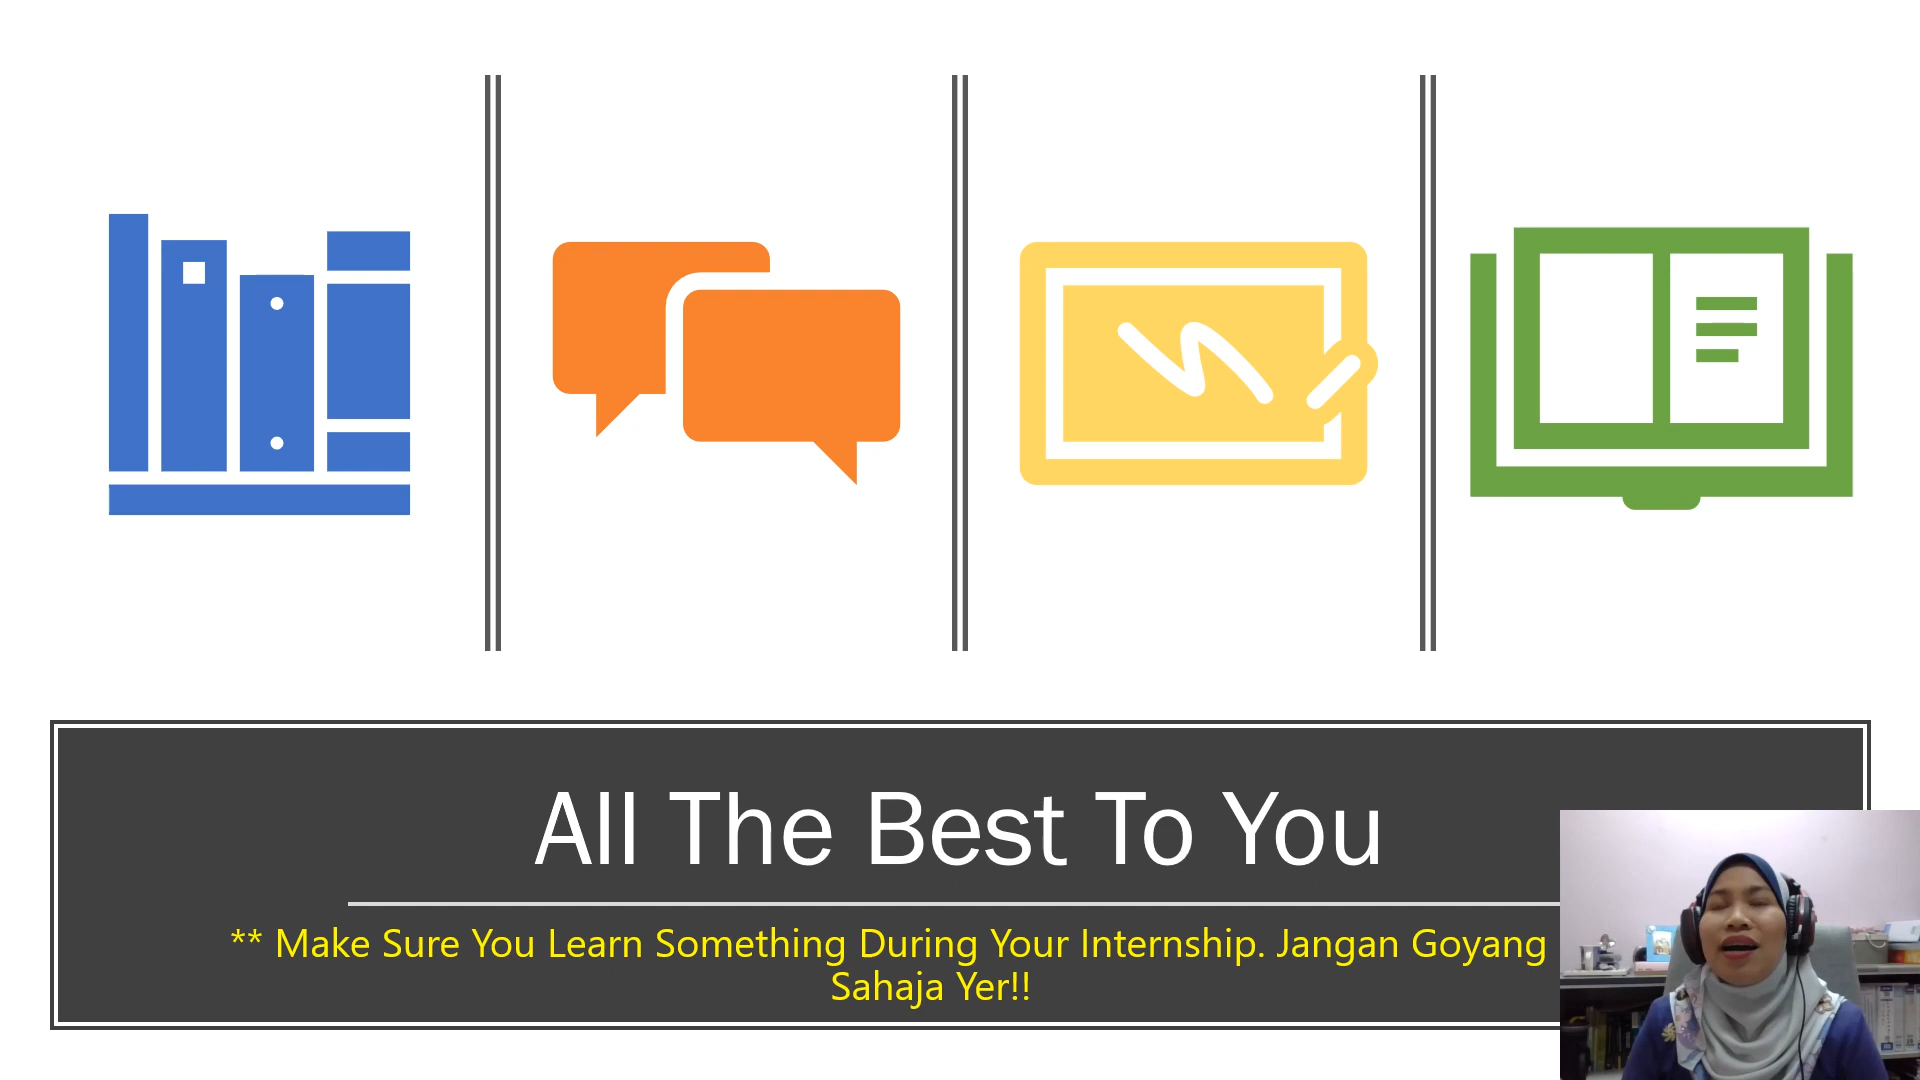 All The Best To You
** Make Sure You Learn Something During Your Internship. Jangan Goyang
Sahaja Yer!!